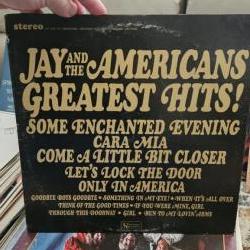 stereo
JAY AND THE AMERICANS
GREATEST HITS!
SOME ENCHANTED EVENING
CARA MIA
COME A LITTLE BIT CLOSER
LET'S LOCK THE DOOR
ONLY IN AMERICA
GOODBYE BOYS GOODBYE • SOMETHING IN MY EYE! • WHEN IT'S ALL OVER
THINK OF THE GOOD TIMES • IF YOU WERE MINE, GIRL
THROUGH THIS DOORWAY • GIRL • RUN TO MY LOVIN' ARMS